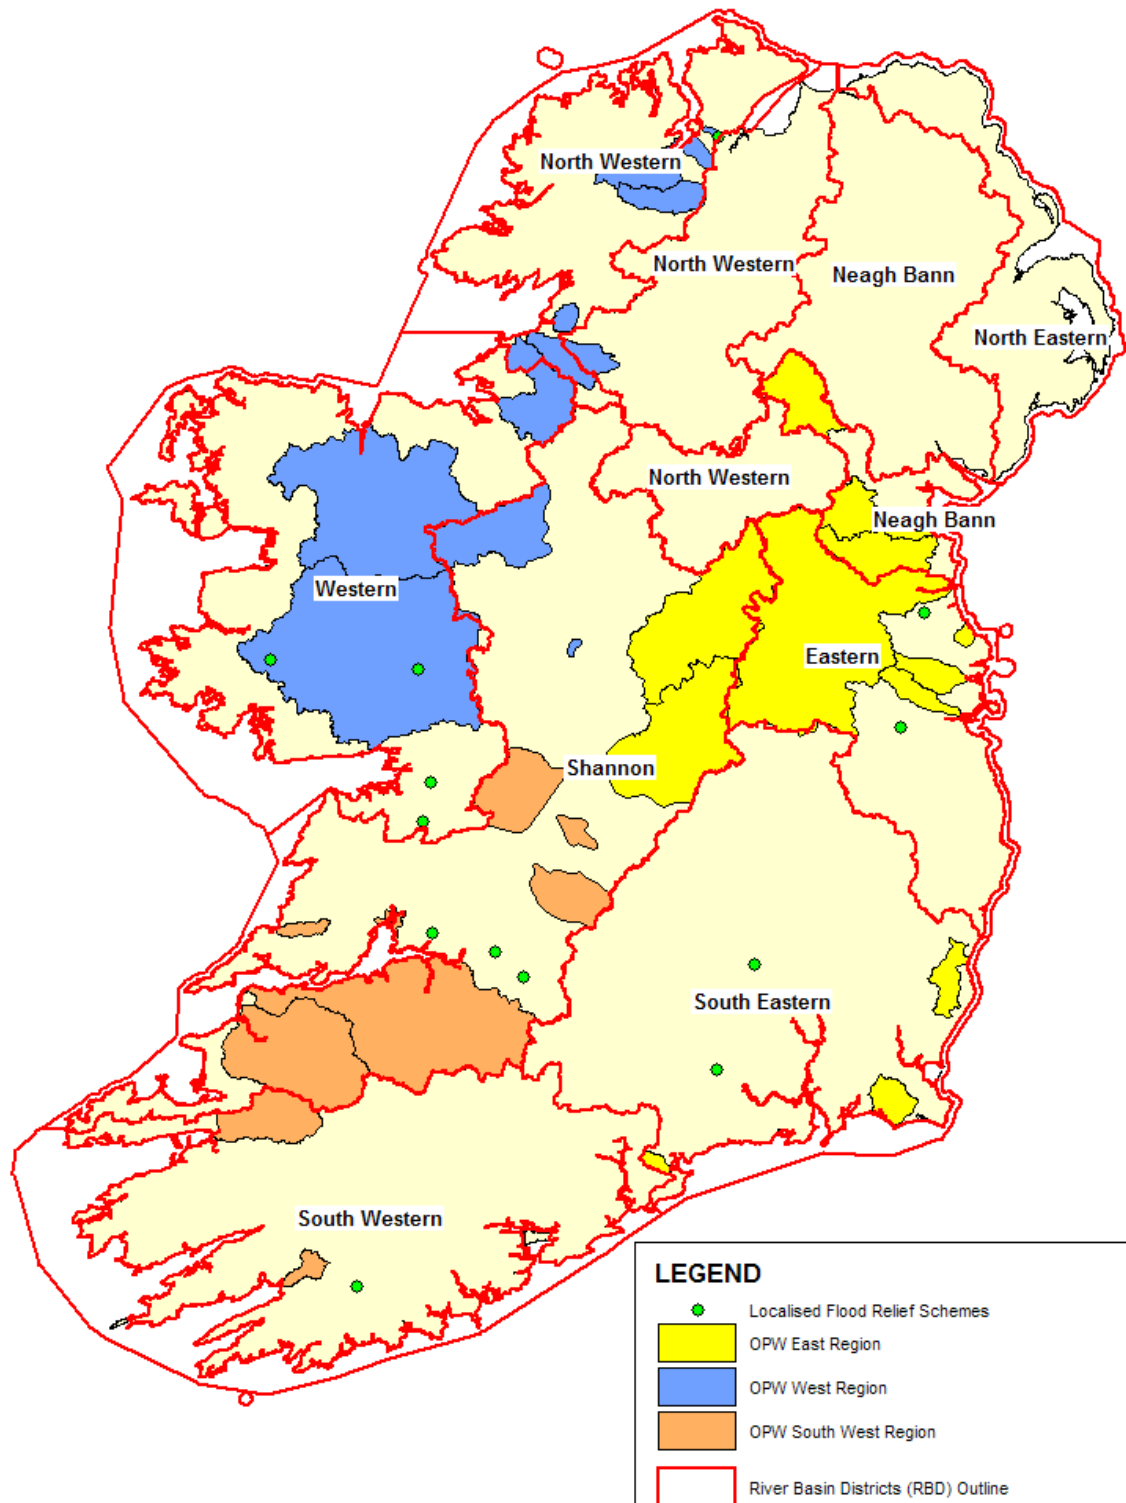 North Western
North Western
Neagh Bann
North Eastern
North Western
Neagh Bann
Western
Eastern
Shannon
South Eastern
South Western
LEGEND
Localised Flood Relief Schemes
OPW East Region
OPW West Region
OPW South West Region
River Basin Districts (RBD) Outline